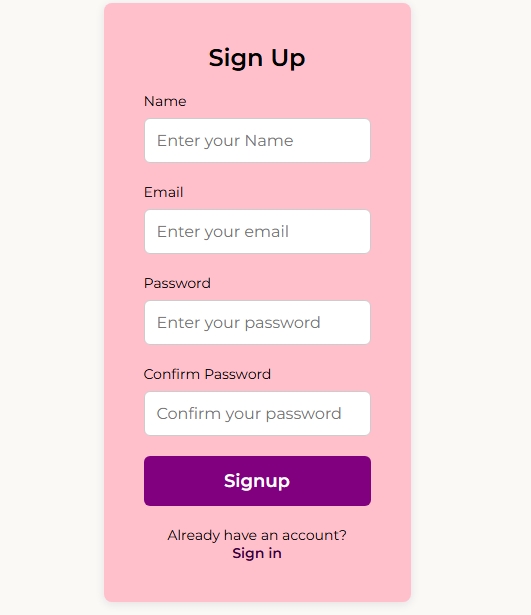 Sign Up
Name
Enter your Name
Email
Enter your email
Password
Enter your password
Confirm Password
Confirm your password
Signup
Already have an account?
Sign in